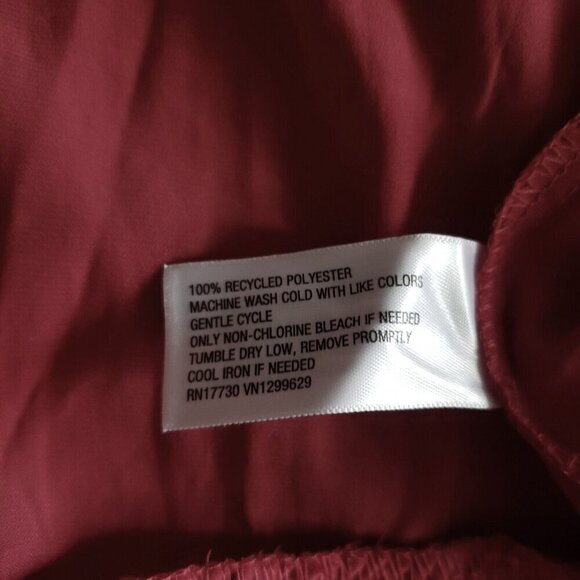 100% RECYCLED POLYESTER
MACHINE WASH COLD WITH LIKE COLORS
GENTLE CYCLE
ONLY NON-CHLORINE BLEACH IF NEEDED
TUMBLE DRY LOW, REMOVE PROMPTLY
COOL IRON IF NEEDED
RN17730 VN1299629